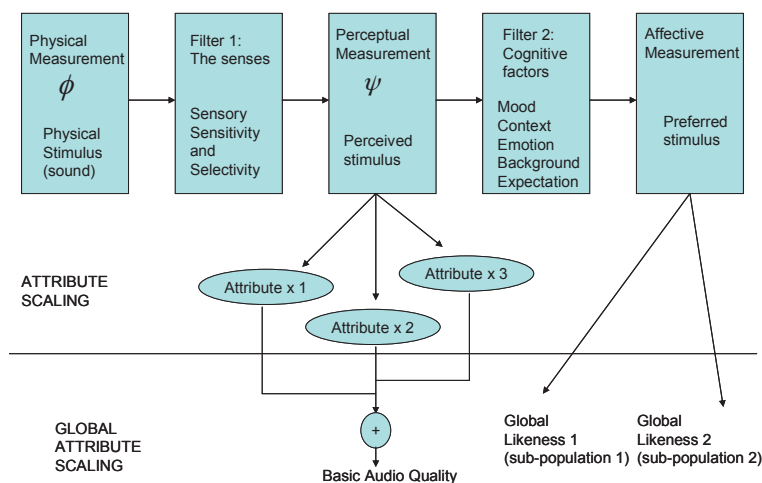 Physical
Measurement
ϕ
Physical
Stimulus
(sound)
Filter 1:
The senses
Sensory
Sensitivity
and
Selectivity
Perceptual
Measurement
ψ
Perceived
stimulus
Filter 2:
Cognitive
factors
Mood
Context
Emotion
Background
Expectation
Affective
Measurement
Preferred
stimulus
ATTRIBUTE
SCALING
Attribute x 1
Attribute x 2
Attribute x 3
GLOBAL
ATTRIBUTE
SCALING
+
Basic Audio Quality
Global
Likeness 1
(sub-population 1)
Global
Likeness 2
(sub-population 2)